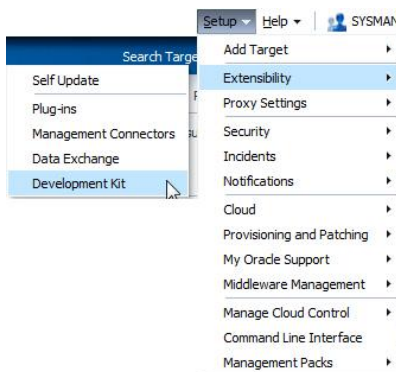 Setup Help SYSMAN
Search Targe
Add Target
Extensibility
Proxy Settings
Security
Incidents
Notifications
Cloud
Provisioning and Patching
My Oracle Support
Middleware Management
Manage Cloud Control
Command Line Interface
Management Packs
Self Update
Plug-ins
Management Connectors
Data Exchange
Development Kit